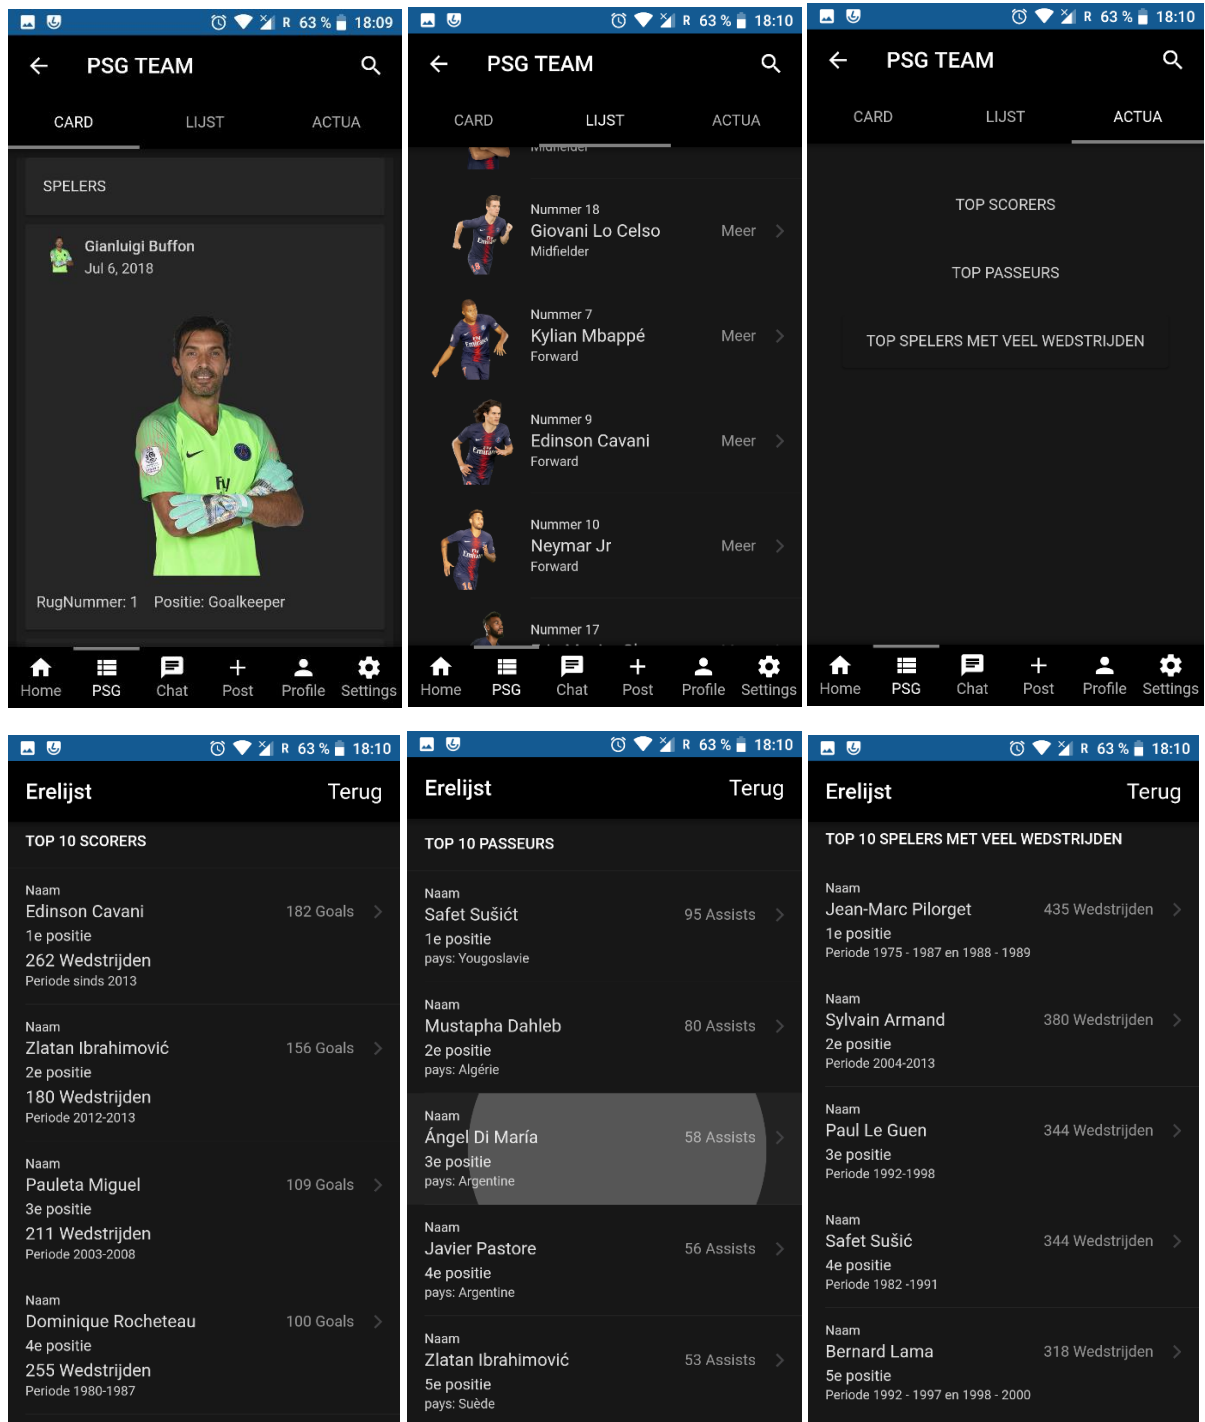 R 63 % 18:09
PSG TEAM
CARD LIJST ACTUA
SPELERS
Gianluigi Buffon
Jul 6, 2018
Fly
RugNummer: 1 Positie: Goalkeeper
Home PSG Chat Post Profile Settings
R 63 % 18:10
PSG TEAM
CARD LIJST ACTUA
Midfielder
Nummer 18
Giovani Lo Celso Meer
Midfielder
Nummer 7
Kylian Mbappé Meer
Forward
Nummer 9
Edinson Cavani Meer
Forward
Nummer 10
Neymar Jr Meer
Forward
Nummer 17
Home PSG Chat Post Profile Settings
R 63 % 18:10
PSG TEAM
CARD LIJST ACTUA
TOP SCORERS
TOP PASSEURS
TOP SPELERS MET VEEL WEDSTRIJDEN
Home PSG Chat Post Profile Settings
R 63 % 18:10
Erelijst Terug
TOP 10 SCORERS
Naam
Edinson Cavani 182 Goals
1e positie
262 Wedstrijden
Periode sinds 2013
Naam
Zlatan Ibrahimović 156 Goals
2e positie
180 Wedstrijden
Periode 2012-2013
Naam
Pauleta Miguel 109 Goals
3e positie
211 Wedstrijden
Periode 2003-2008
Naam
Dominique Rocheteau 100 Goals
4e positie
255 Wedstrijden
Periode 1980-1987
R 63 % 18:10
Erelijst Terug
TOP 10 PASSEURS
Naam
Safet Sušićt 95 Assists
1e positie
pays: Yougoslavie
Naam
Mustapha Dahleb 80 Assists
2e positie
pays: Algérie
Naam
Ángel Di María 58 Assists
3e positie
pays: Argentine
Naam
Javier Pastore 56 Assists
4e positie
pays: Argentine
Naam
Zlatan Ibrahimović 53 Assists
5e positie
pays: Suède
R 63 % 18:10
Erelijst Terug
TOP 10 SPELERS MET VEEL WEDSTRIJDEN
Naam
Jean-Marc Pilorget 435 Wedstrijden
1e positie
Periode 1975 - 1987 en 1988 - 1989
Naam
Sylvain Armand 380 Wedstrijden
2e positie
Periode 2004-2013
Naam
Paul Le Guen 344 Wedstrijden
3e positie
Periode 1992-1998
Naam
Safet Sušić 344 Wedstrijden
4e positie
Periode 1982 -1991
Naam
Bernard Lama 318 Wedstrijden
5e positie
Periode 1992 - 1997 en 1998 - 2000